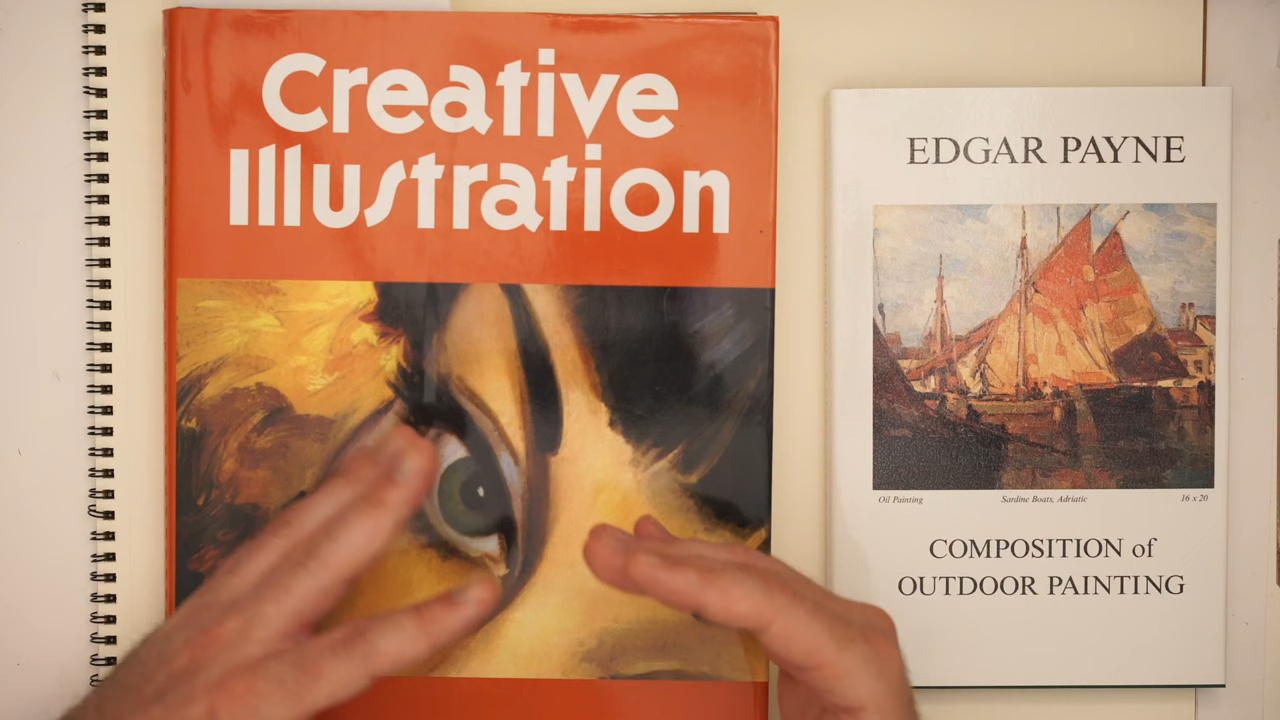 Creative
Illustration
EDGAR PAYNE
Oil Painting
Sardine Boats, Adriatic
16 x 20
COMPOSITION of
OUTDOOR PAINTING